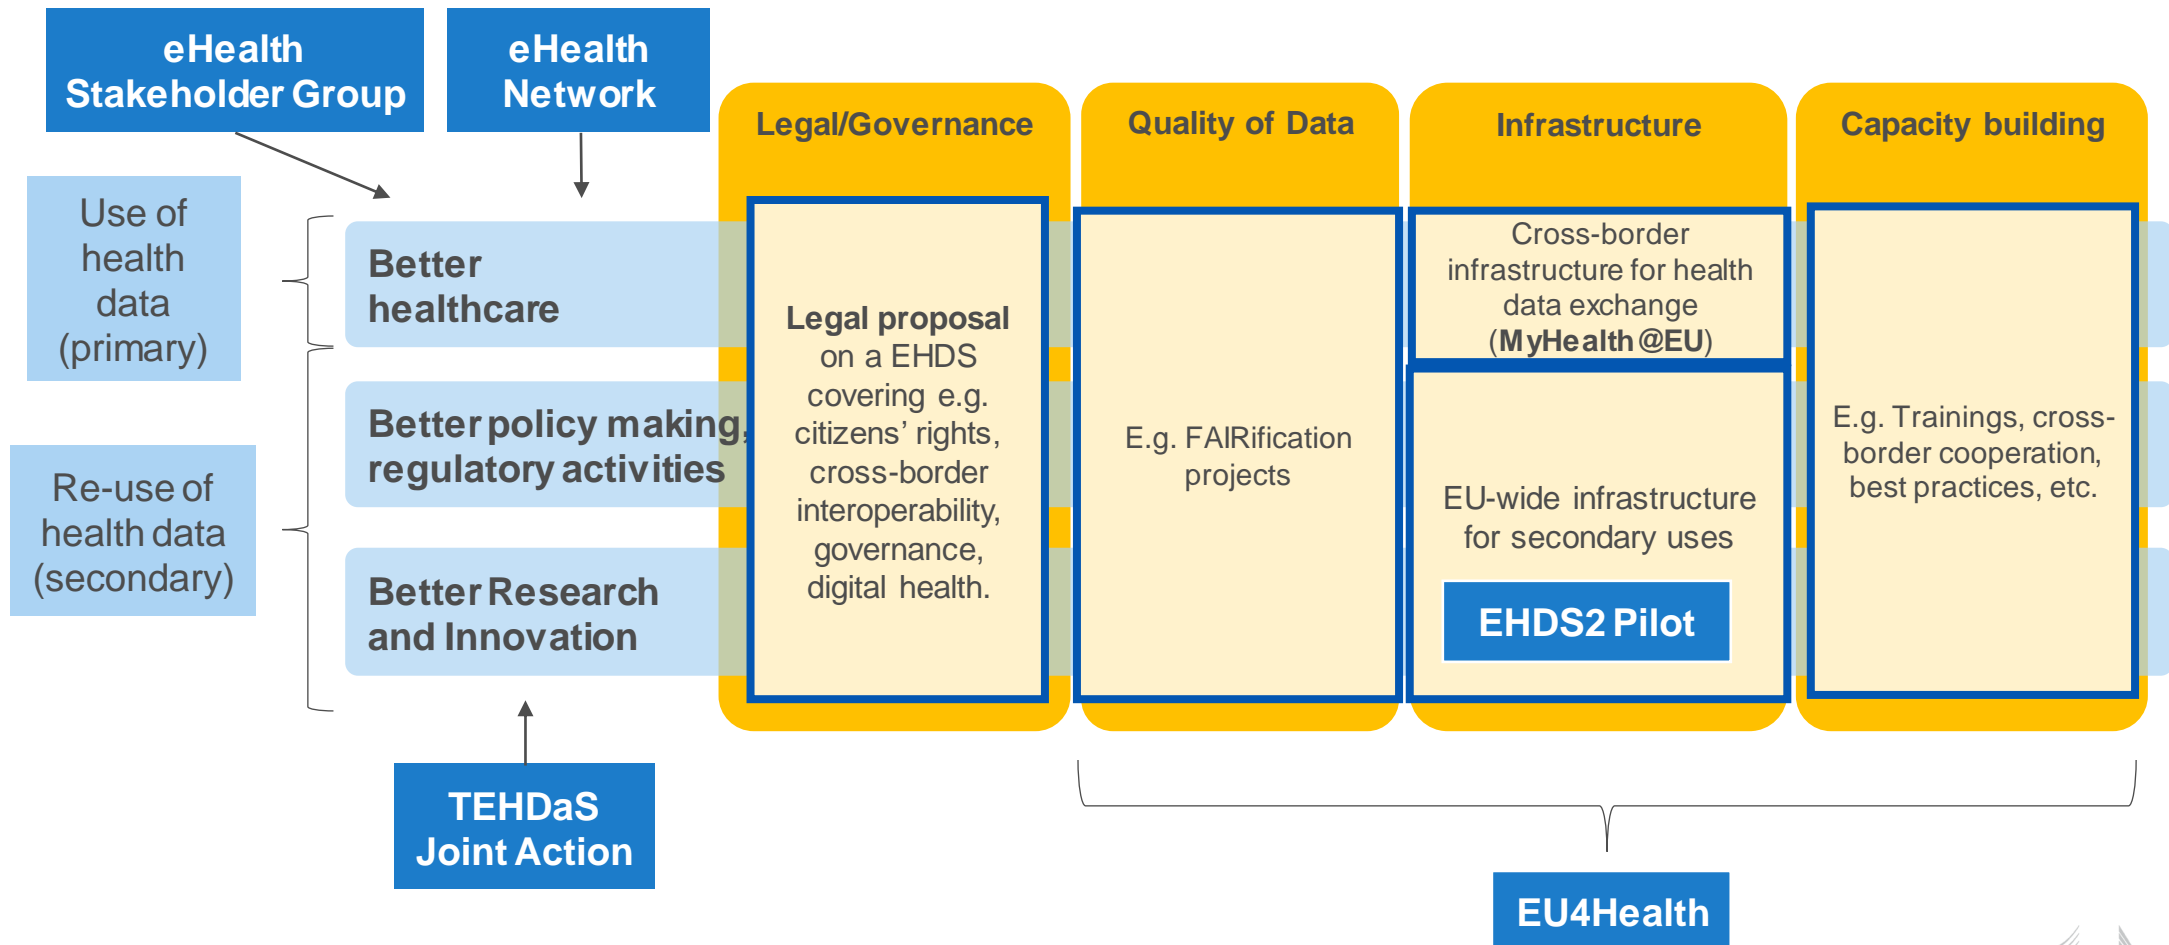 eHealth
Stakeholder Group
eHealth
Network
Legal/Governance
Quality of Data
Infrastructure
Capacity building
Use of
health
data
(primary)
Re-use of
health data
(secondary)
Better
healthcare
Better policy making,
regulatory activities
Better Research
and Innovation
Legal proposal
on a EHDS
covering e.g.
citizens’ rights,
cross-border
interoperability,
governance,
digital health.
E.g. FAIRification
projects
Cross-border
infrastructure for health
data exchange
(MyHealth@EU)
EU-wide infrastructure
for secondary uses
EHDS2 Pilot
E.g. Trainings, cross-
border cooperation,
best practices, etc.
TEHDaS
Joint Action
EU4Health